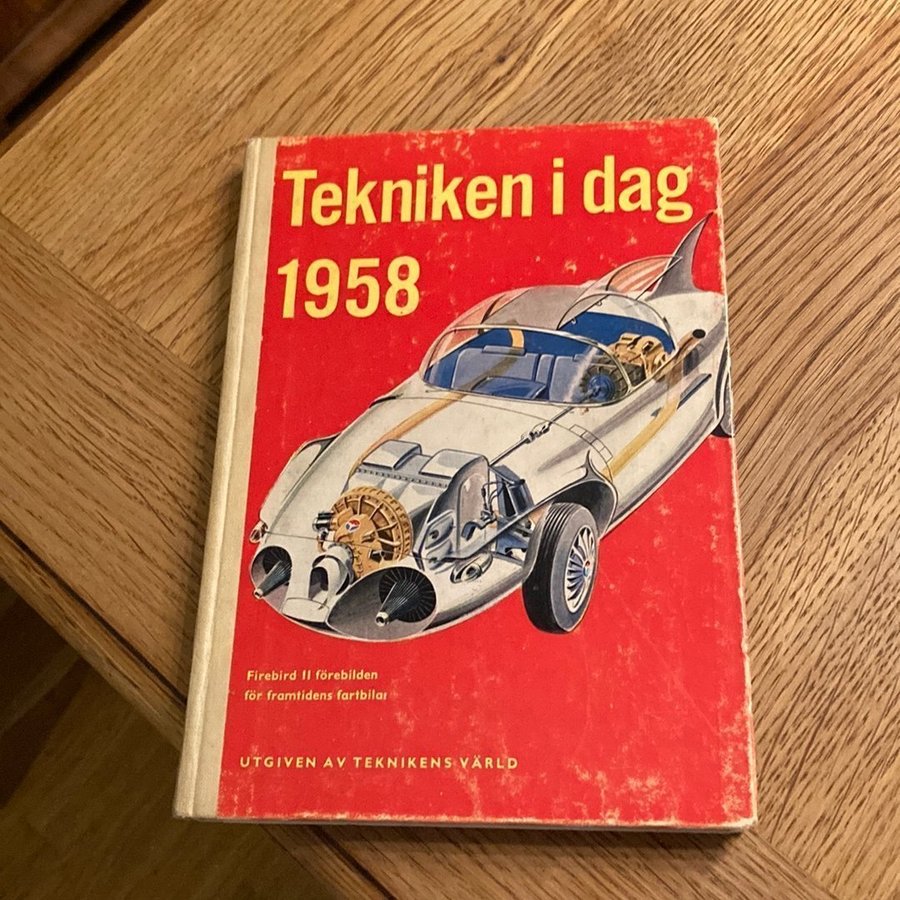 Tekniken i dag
1958
Firebird II förebilden
för framtidens fartbilar
UTGIVEN AV TEKNIKENS VÄRLD